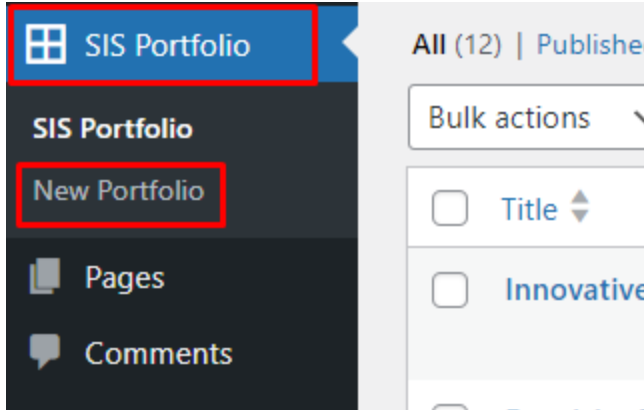 SIS Portfolio
SIS Portfolio
New Portfolio
Pages
Comments
All (12) | Publishe
Bulk actions
Title
Innovative